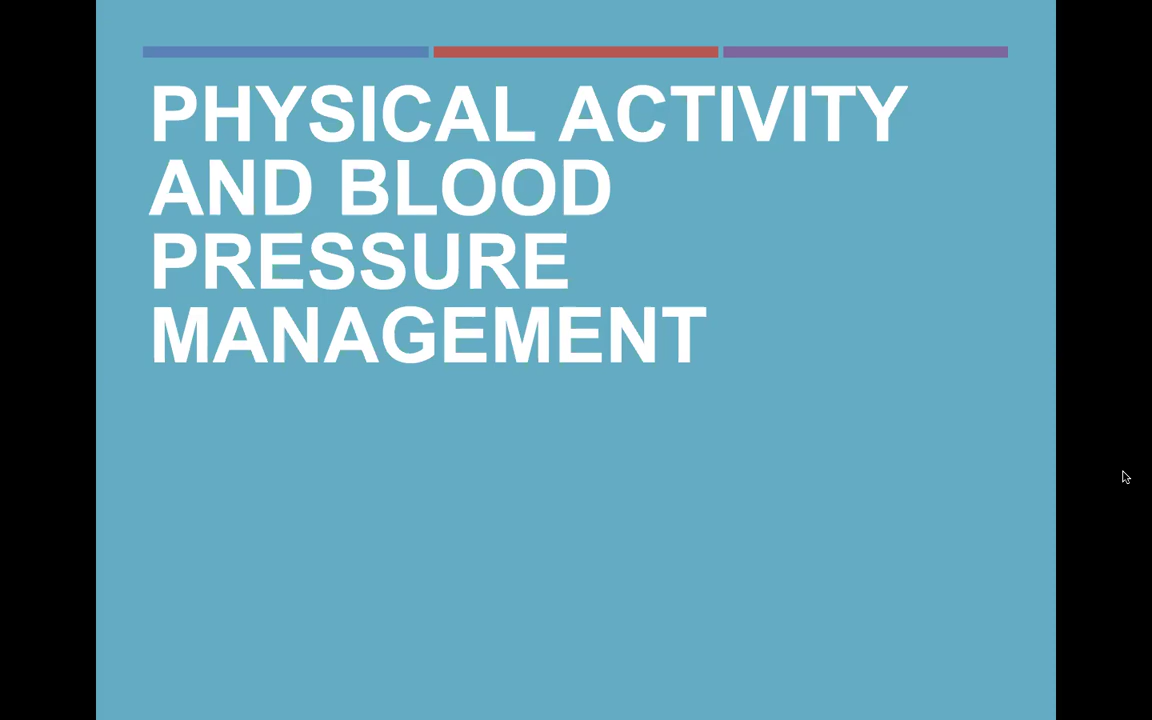 PHYSICAL ACTIVITY
AND BLOOD
PRESSURE
MANAGEMENT